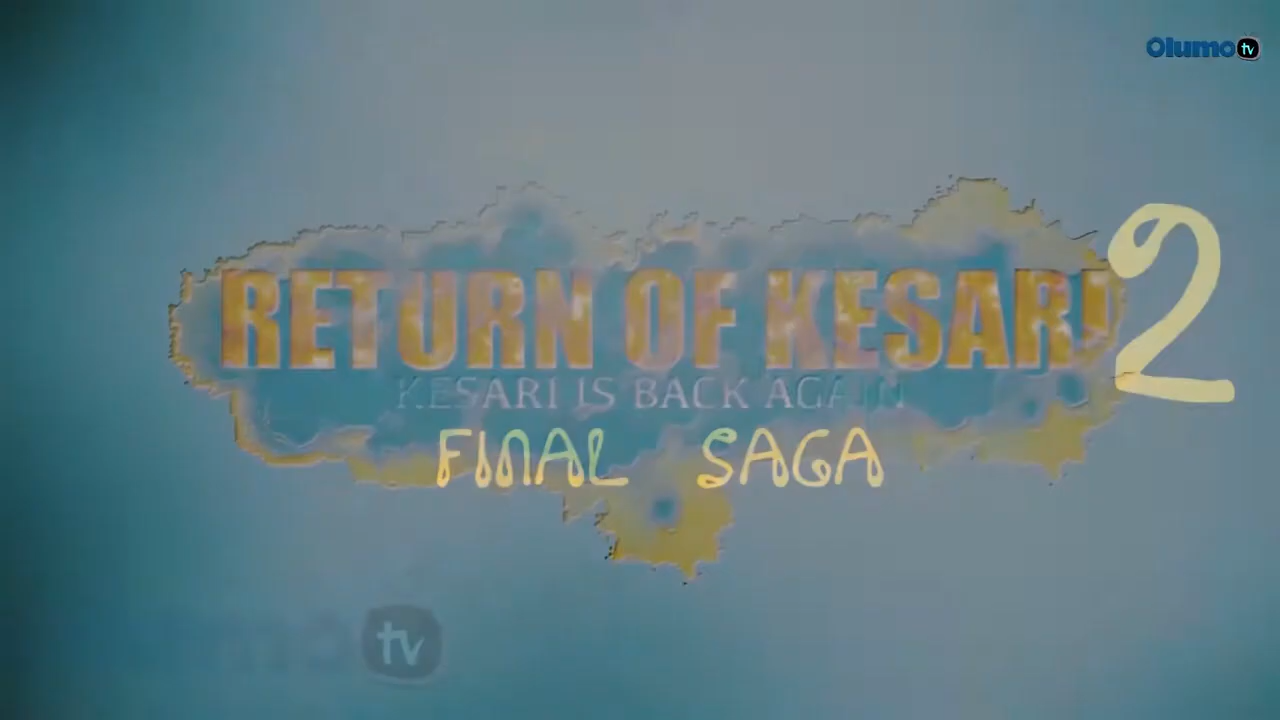 Olumo tv
RETURN OF KESARI 2
KESARI IS BACK AGAIN
FINAL SAGA
tv